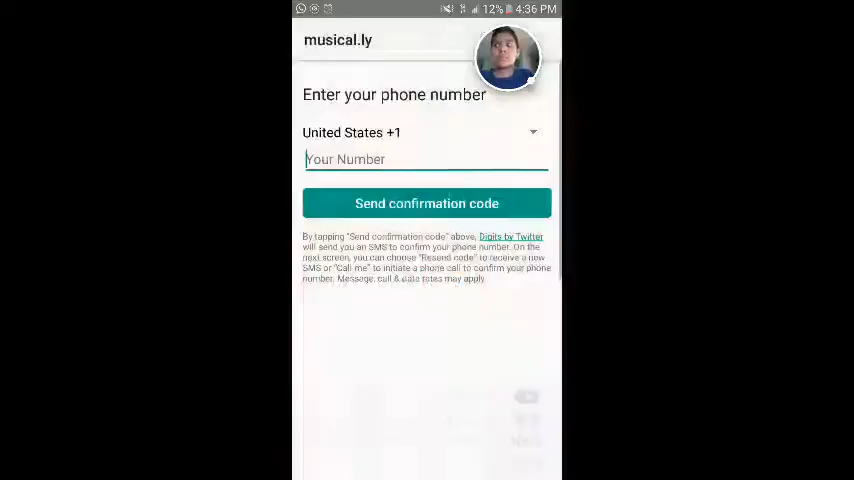 12% 4:36 PM
musical.ly
Enter your phone number
United States +1
Your Number
Send confirmation code
By tapping "Send confirmation code" above, Digits by Twitter
will send you an SMS to confirm your phone number. On the
next screen, you can choose "Resend code" to receive a new
SMS or "Call me" to initiate a phone call to confirm your phone
number. Message, call & data rates may apply.